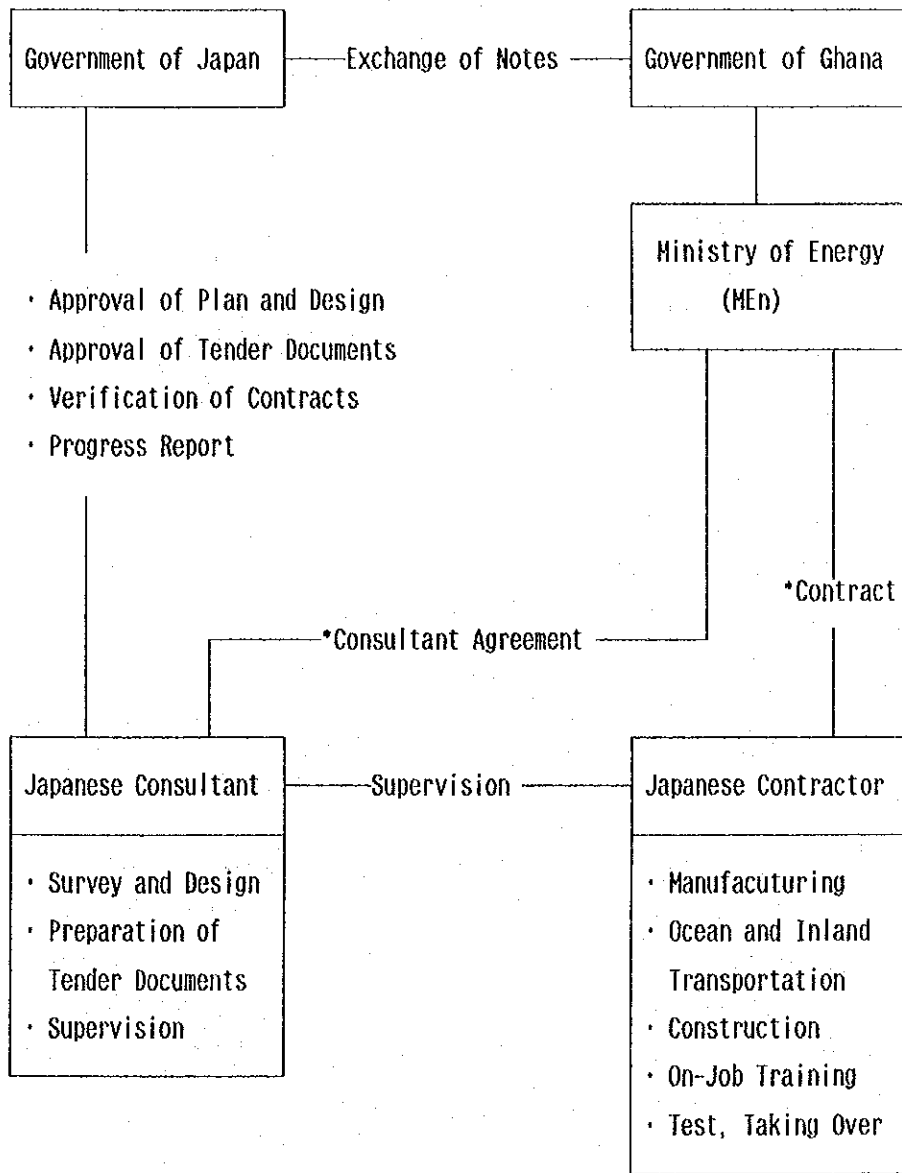 Government of Japan
Exchange of Notes
Government of Ghana
Ministry of Energy
(MEn)
· Approval of Plan and Design
· Approval of Tender Documents
· Verification of Contracts
· Progress Report
*Contract
*Consultant Agreement
Japanese Consultant
Supervision
Japanese Contractor
· Survey and Design
· Preparation of
Tender Documents
· Supervision
· Manufacuturing
· Ocean and Inland
Transportation
· Construction
· On-Job Training
· Test, Taking Over